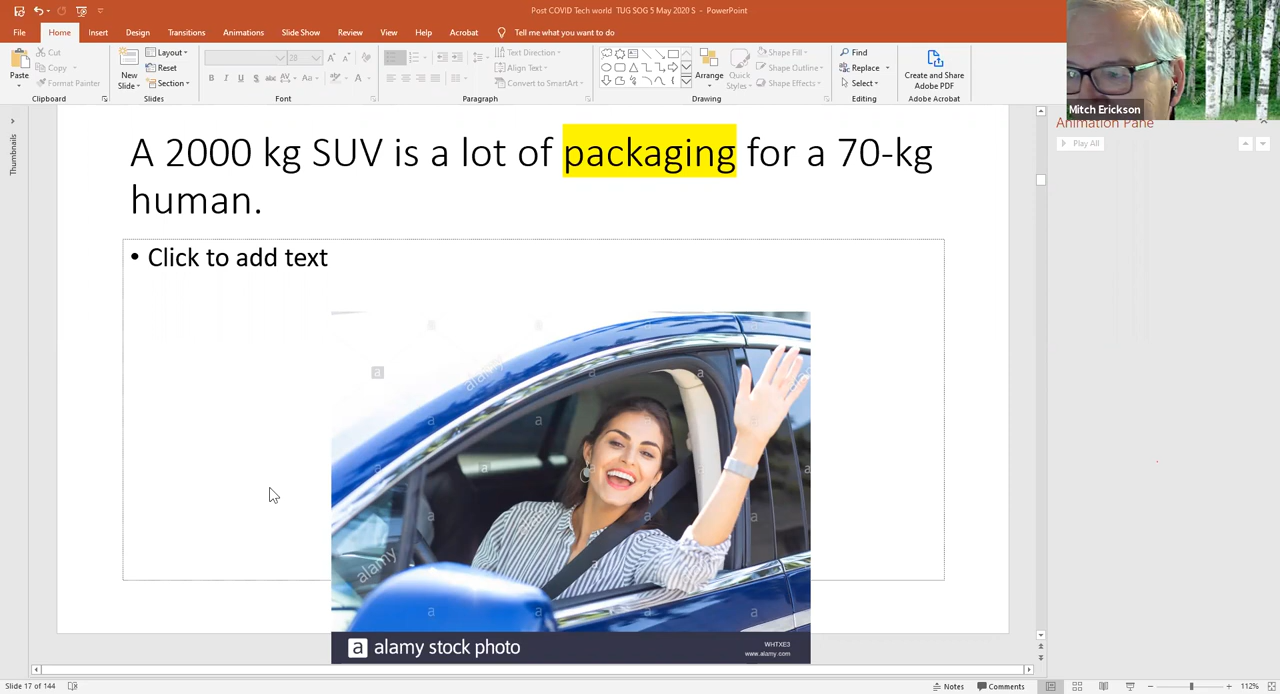 Post COVID Tech world TUG SOG 5 May 2020 S - PowerPoint
File Home Insert Design Transitions Animations Slide Show Review View Help Acrobat Tell me what you want to do
Paste
Cut
Copy
Format Painter
Clipboard
New
Slide
Layout
Reset
Section
Slides
28
Font
Text Direction
Align Text
Convert to SmartArt
Paragraph
Arrange
Quick
Styles
Shape Fill
Shape Outline
Shape Effects
Drawing
Find
Replace
Select
Editing
Create and Share
Adobe PDF
Adobe Acrobat
Mitch Erickson
Animation Pane
Play All
Thumbnails
A 2000 kg SUV is a lot of packaging for a 70-kg
human.
• Click to add text
alamy
alamy
alamy
a alamy stock photo
WHTXE3
www.alamy.com
Slide 17 of 144
Notes Comments 112%